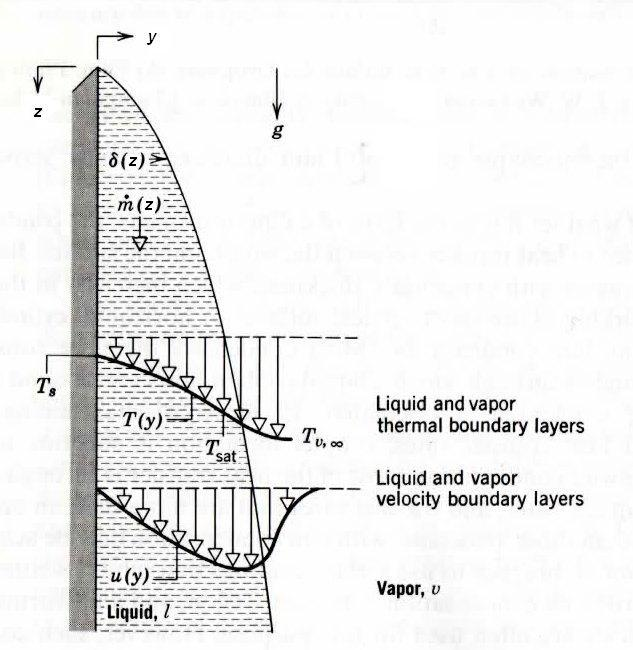 y
z
g
δ(z)
ṁ(z)
T_s
T(y)
T_sat
T_v,∞
Liquid and vapor
thermal boundary layers
Liquid and vapor
velocity boundary layers
u(y)
Liquid, l
Vapor, v